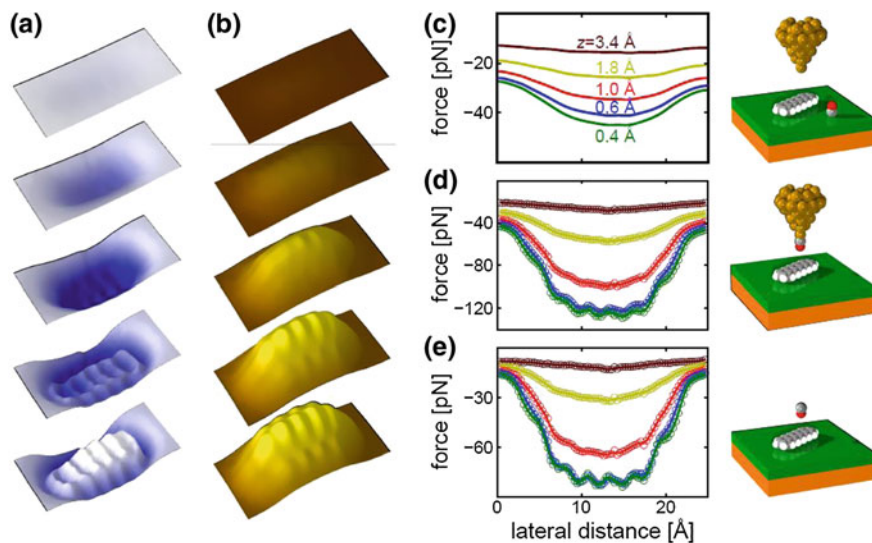 (a)
(b)
(c)
force [pN]
−20
−40
z=3.4 Å
1.8 Å
1.0 Å
0.6 Å
0.4 Å
(d)
force [pN]
−40
−80
−120
(e)
force [pN]
−30
−60
0
10
20
lateral distance [Å]